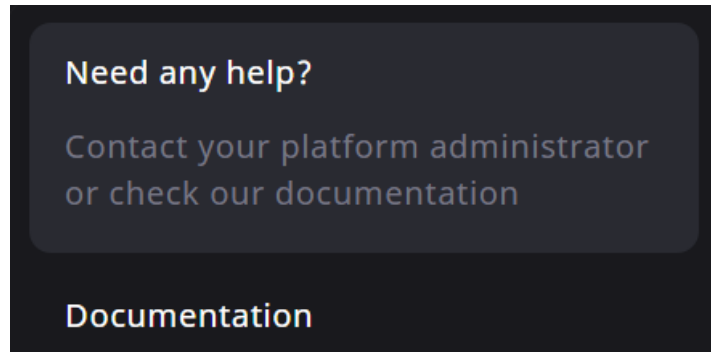 Need any help?
Contact your platform administrator
or check our documentation
Documentation